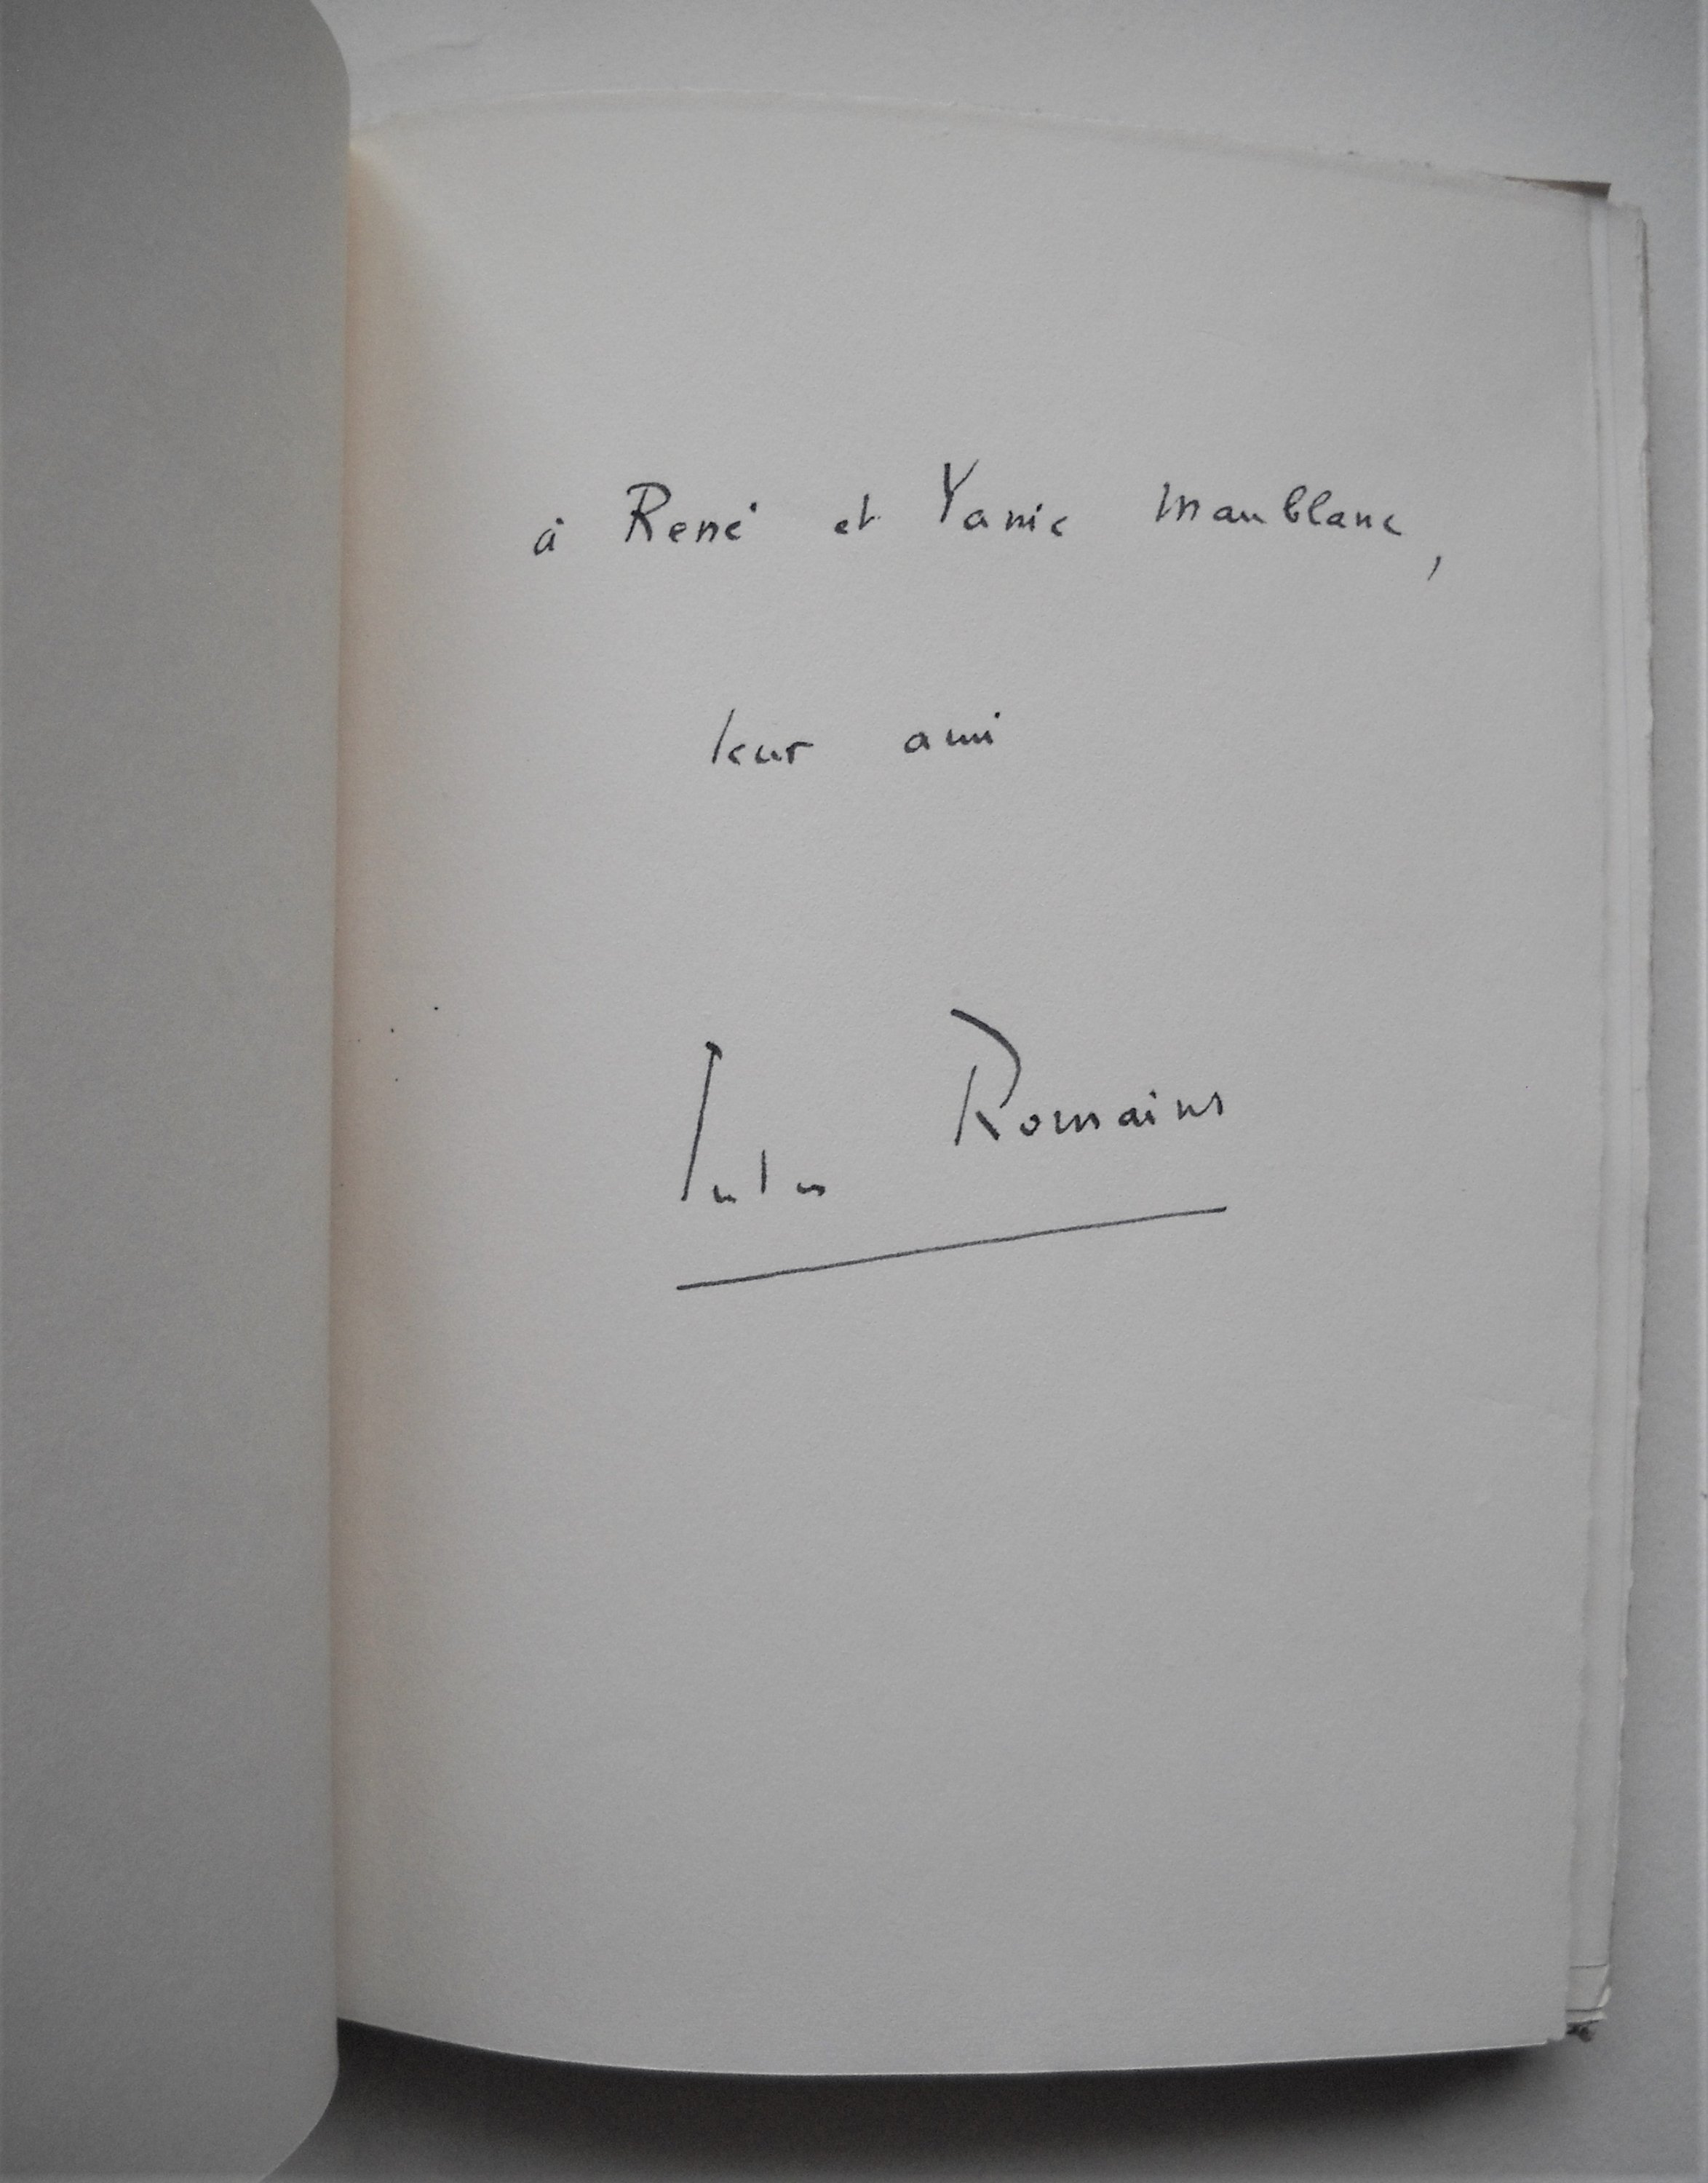 à René et Yanic Maublanc,
leur ami
Jules Romains